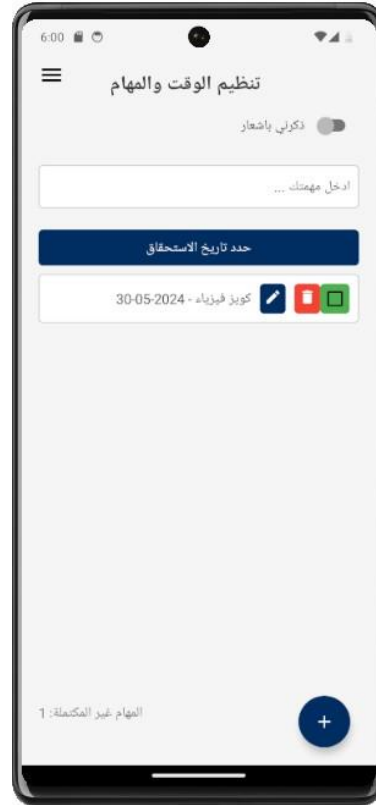 6:00
تنظيم الوقت والمهام
ذكرني باشعار
ادخل مهمتك ...
حدد تاريخ الاستحقاق
كويز فيزياء - 2024-05-30
المهام غير المكتملة: 1
+